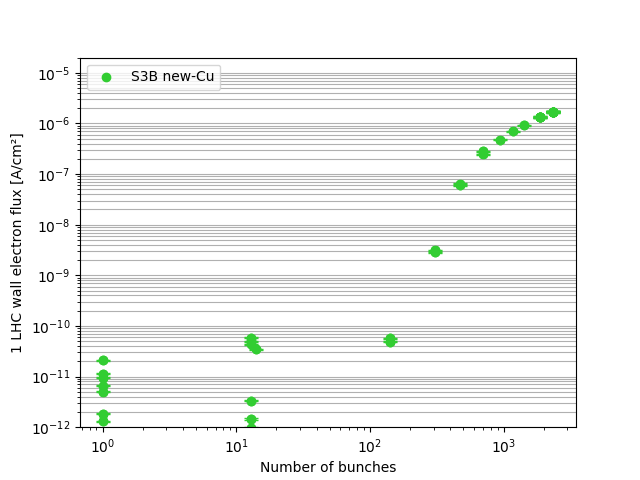 S3B new-Cu
1 LHC wall electron flux [A/cm²]
10⁻⁵
10⁻⁶
10⁻⁷
10⁻⁸
10⁻⁹
10⁻¹⁰
10⁻¹¹
10⁻¹²
10⁰ 10¹ 10² 10³
Number of bunches